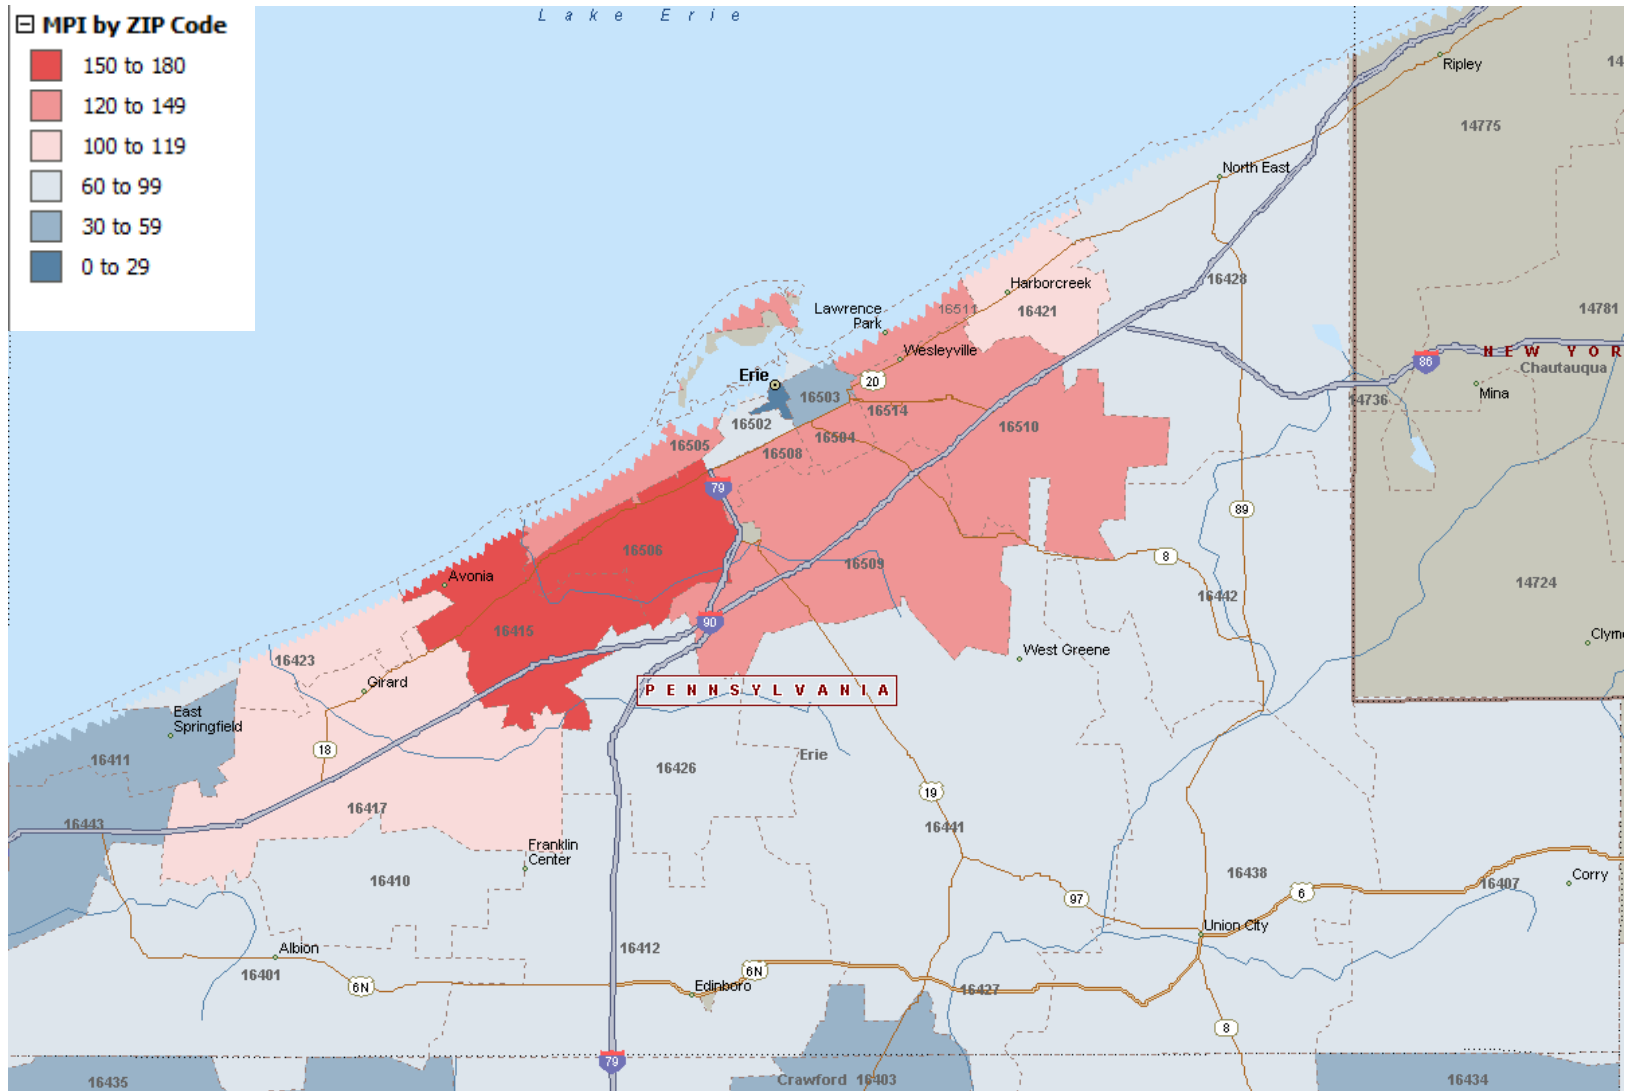 MPI by ZIP Code
150 to 180
120 to 149
100 to 119
60 to 99
30 to 59
0 to 29
Lake Erie
Ripley
14
14775
North East
16428
Harborcreek
16421
14781
Lawrence
Park
16511
Wesleyville
NEW YOR
86
Chautauqua
Erie
20
Mina
14736
16503
16514
16502
16510
16504
16505
16508
79
89
16506
8
16509
Avonia
14724
16442
90
16415
Clym
West Greene
16423
Girard
PENNSYLVANIA
East
Springfield
18
Erie
16411
16426
19
16417
16443
16441
Franklin
Center
16438
Corry
16410
6
16407
97
Union City
Albion
16412
16401
6N
6N
Edinboro
16427
8
79
16435
Crawford 16403
16434